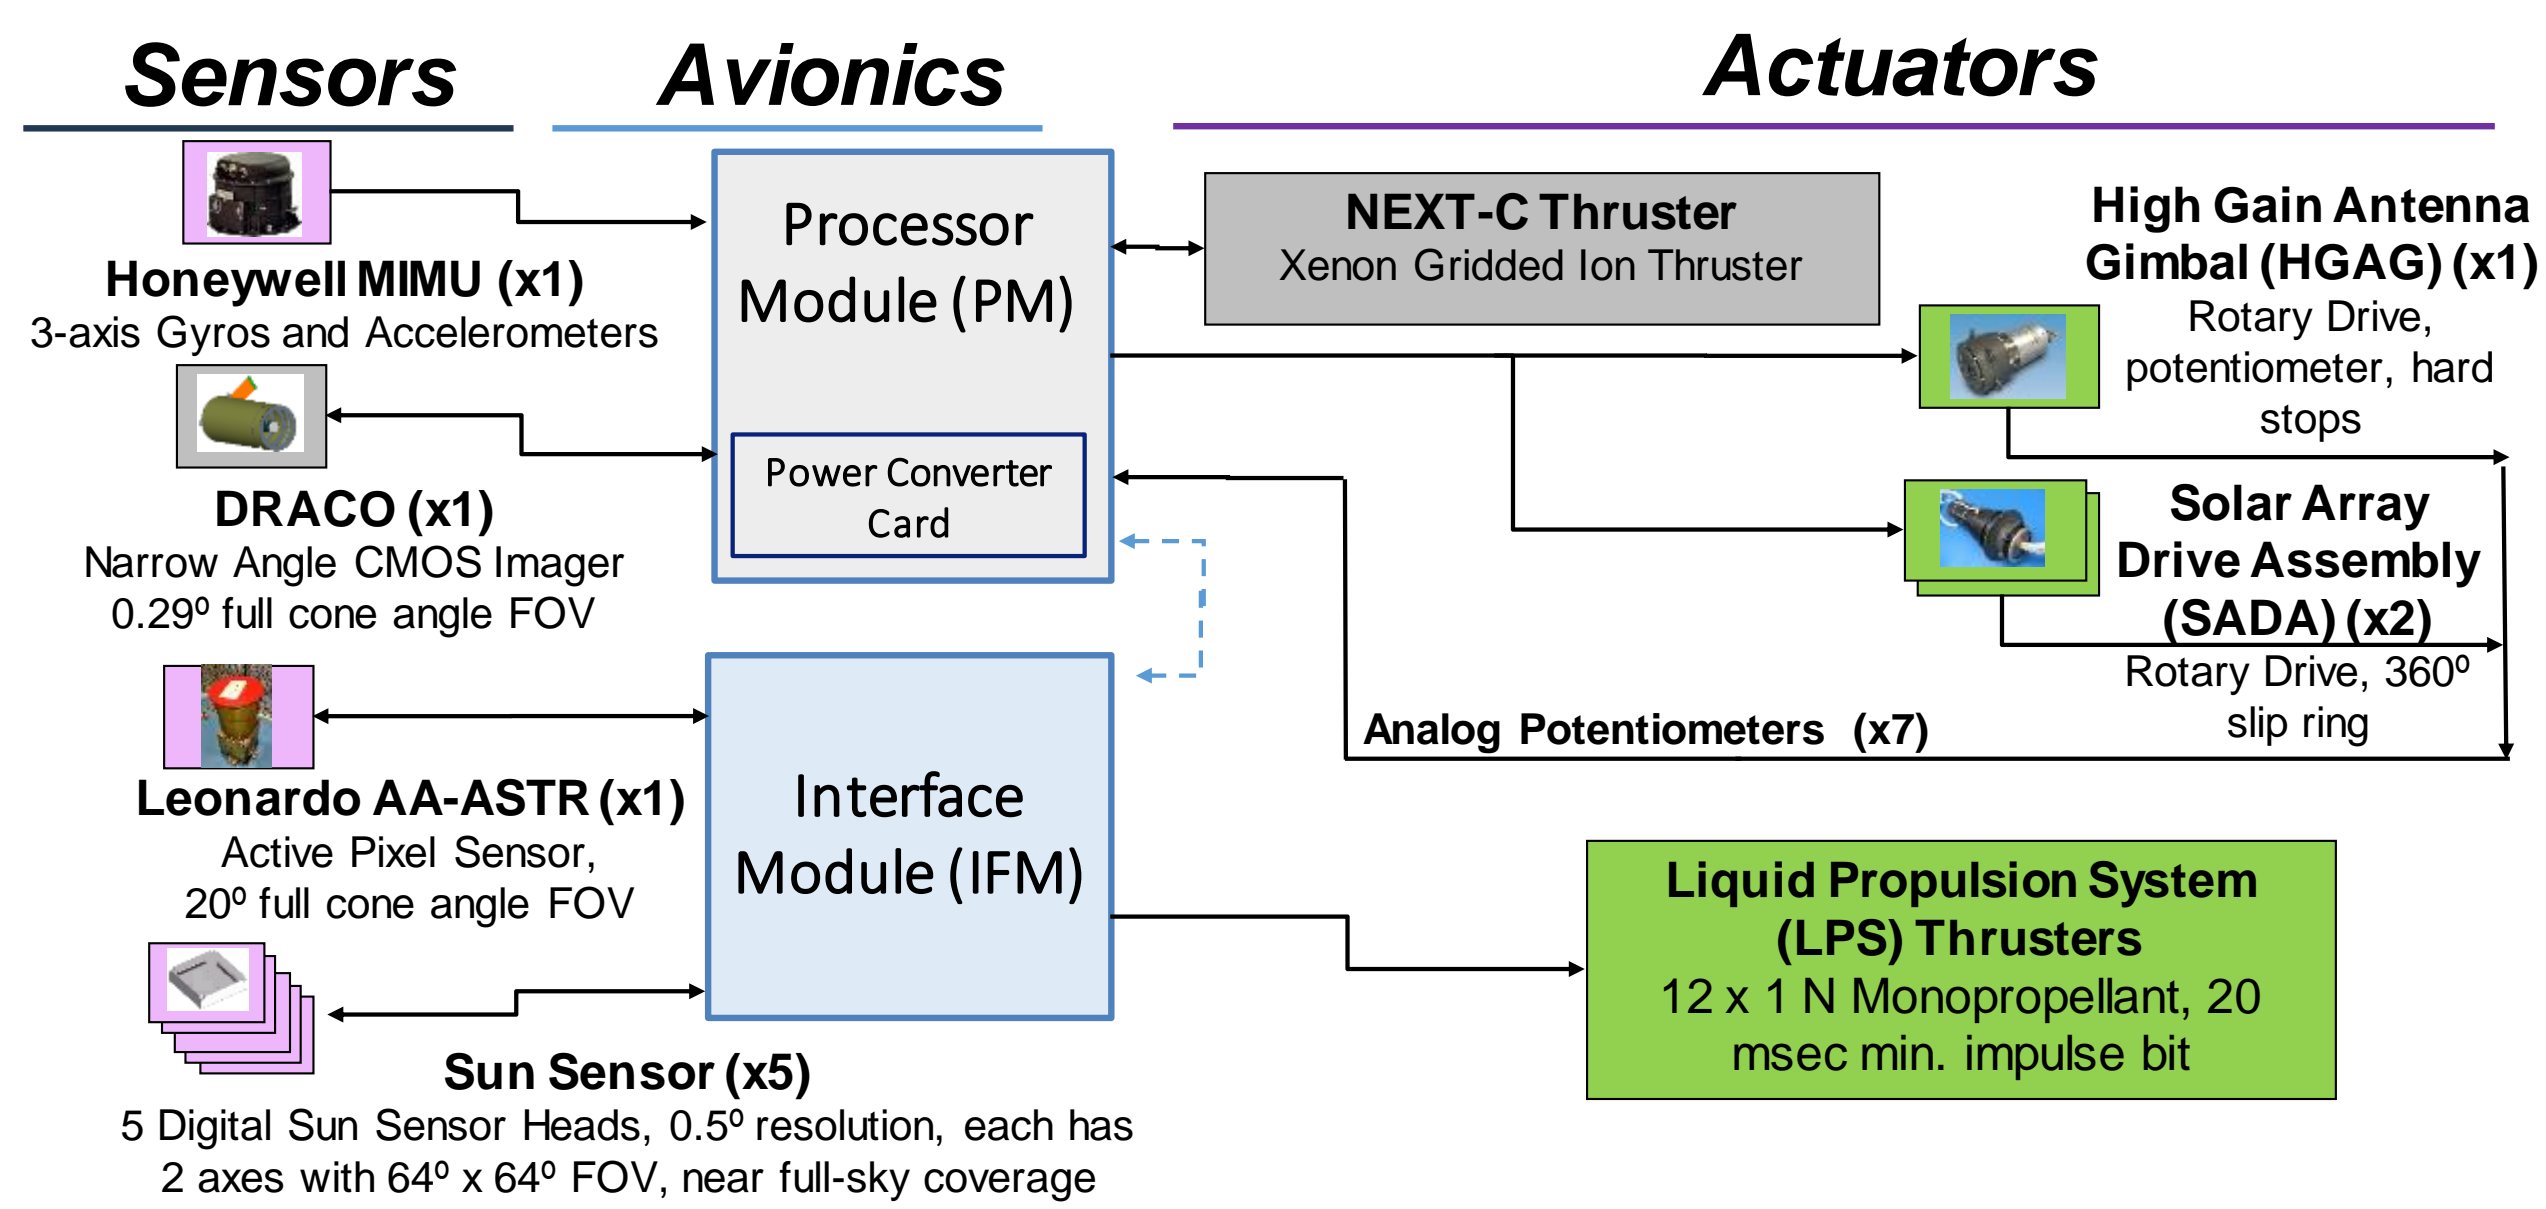 Sensors
Avionics
Actuators
Honeywell MIMU (x1)
3-axis Gyros and Accelerometers
DRACO (x1)
Narrow Angle CMOS Imager
0.29º full cone angle FOV
Leonardo AA-ASTR (x1)
Active Pixel Sensor,
20º full cone angle FOV
Sun Sensor (x5)
5 Digital Sun Sensor Heads, 0.5º resolution, each has
2 axes with 64º x 64º FOV, near full-sky coverage
Processor
Module (PM)
Power Converter
Card
Interface
Module (IFM)
NEXT-C Thruster
Xenon Gridded Ion Thruster
High Gain Antenna
Gimbal (HGAG) (x1)
Rotary Drive,
potentiometer, hard
stops
Solar Array
Drive Assembly
(SADA) (x2)
Rotary Drive, 360º
slip ring
Analog Potentiometers (x7)
Liquid Propulsion System
(LPS) Thrusters
12 x 1 N Monopropellant, 20
msec min. impulse bit